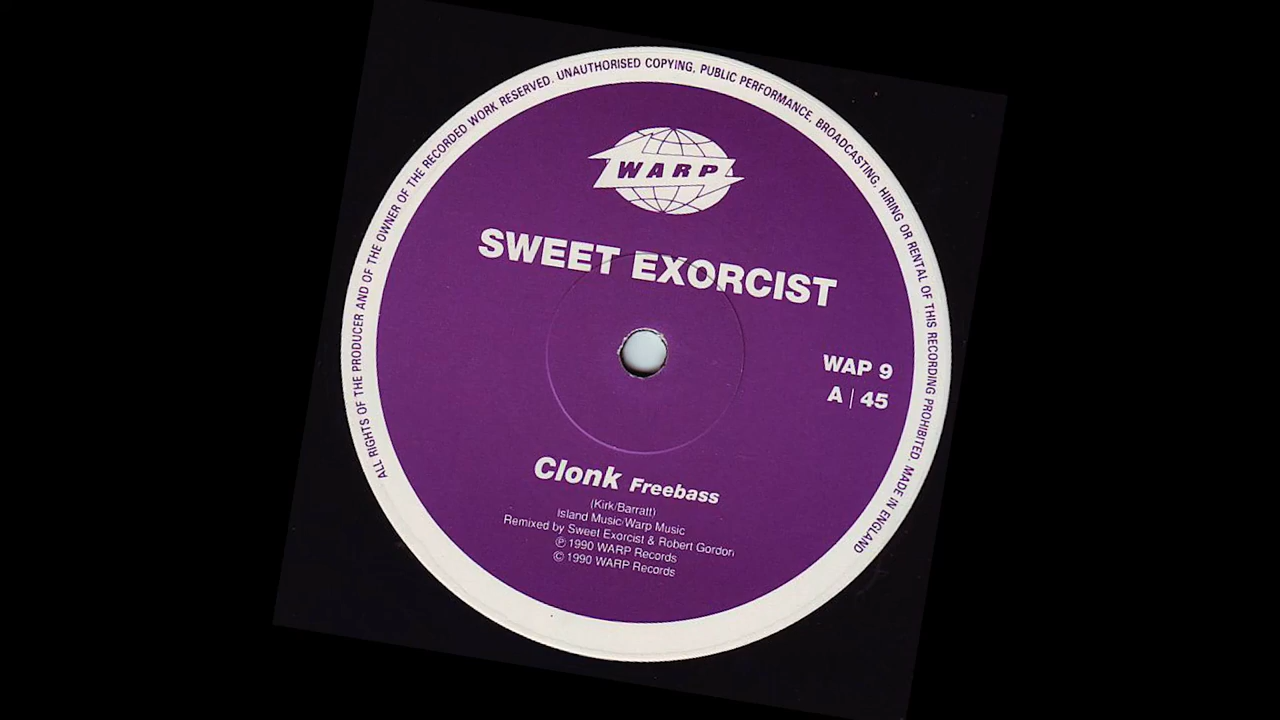 ALL RIGHTS OF THE PRODUCER AND OF THE OWNER OF THE RECORDED WORK RESERVED. UNAUTHORISED COPYING, PUBLIC PERFORMANCE, BROADCASTING, HIRING OR RENTAL OF THIS RECORDING PROHIBITED. MADE IN ENGLAND
WARP
SWEET EXORCIST
WAP 9
A | 45
Clonk Freebass
(Kirk/Barratt)
Island Music/Warp Music
Remixed by Sweet Exorcist & Robert Gordon
℗ 1990 WARP Records
© 1990 WARP Records